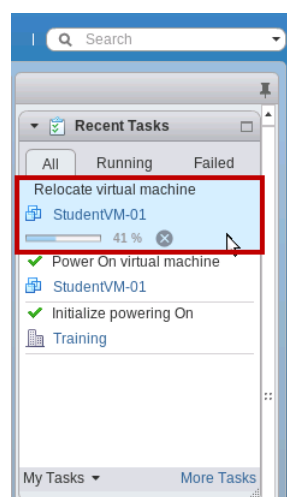 Search
Recent Tasks
All Running Failed
Relocate virtual machine
StudentVM-01
41 %
Power On virtual machine
StudentVM-01
Initialize powering On
Training
My Tasks More Tasks